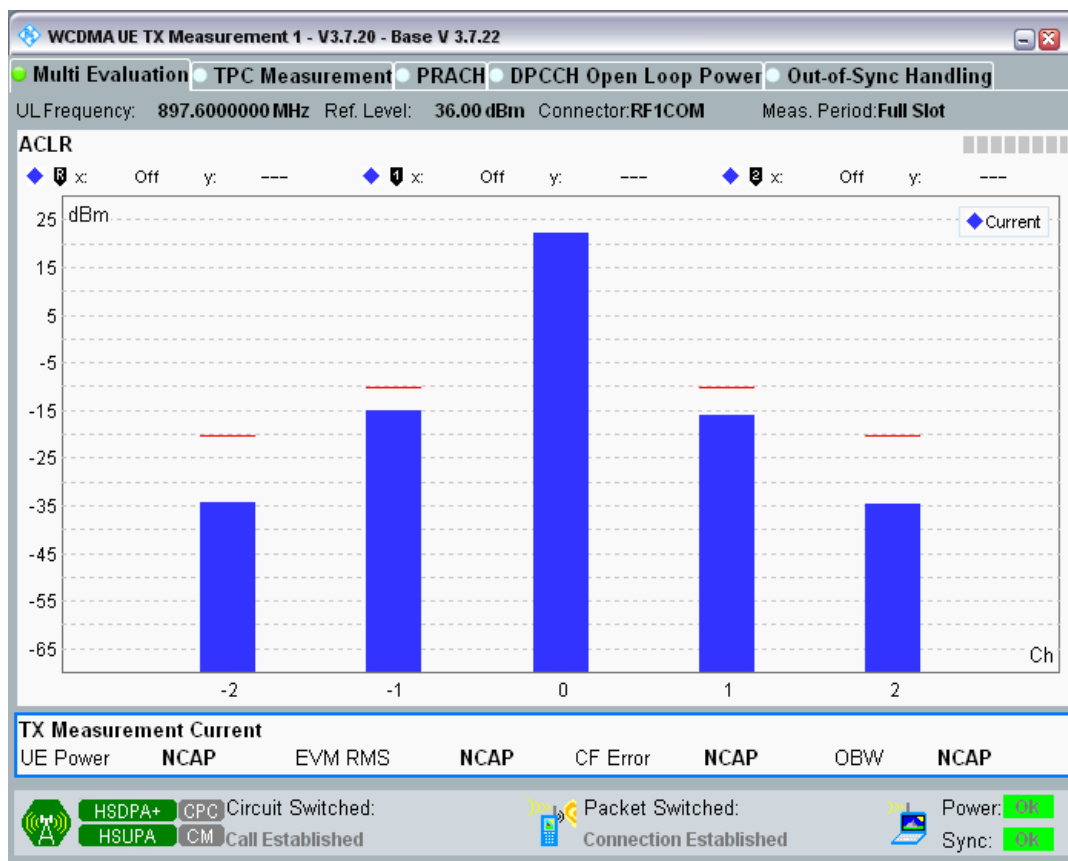 WCDMA UE TX Measurement 1 - V3.7.20 - Base V 3.7.22
Multi Evaluation TPC Measurement PRACH DPCCH Open Loop Power Out-of-Sync Handling
UL Frequency: 897.6000000 MHz Ref. Level: 36.00 dBm Connector:RF1COM Meas. Period:Full Slot
ACLR
R x: Off y: --- 1 x: Off y: --- 2 x: Off y: ---
dBm
Current
25
15
5
-5
-15
-25
-35
-45
-55
-65
Ch
-2 -1 0 1 2
TX Measurement Current
UE Power NCAP EVM RMS NCAP CF Error NCAP OBW NCAP
HSDPA+ CPC Circuit Switched: Packet Switched: Power: Ok
HSUPA CM Call Established Connection Established Sync: Ok